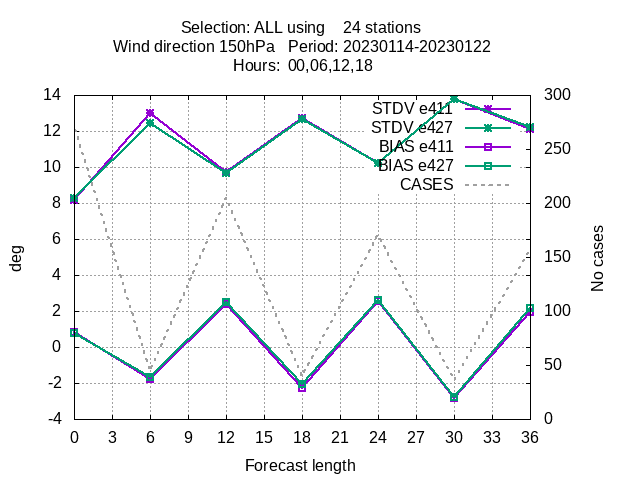 Selection: ALL using    24 stations
Wind direction 150hPa   Period: 20230114-20230122
Hours:  00,06,12,18
14 300
STDV e411
12 STDV e427 250
BIAS e411
10 BIAS e427
CASES
8 200
6 150
4
2 100
0
-2 50
-4 0
deg
No cases
0 3 6 9 12 15 18 21 24 27 30 33 36
Forecast length